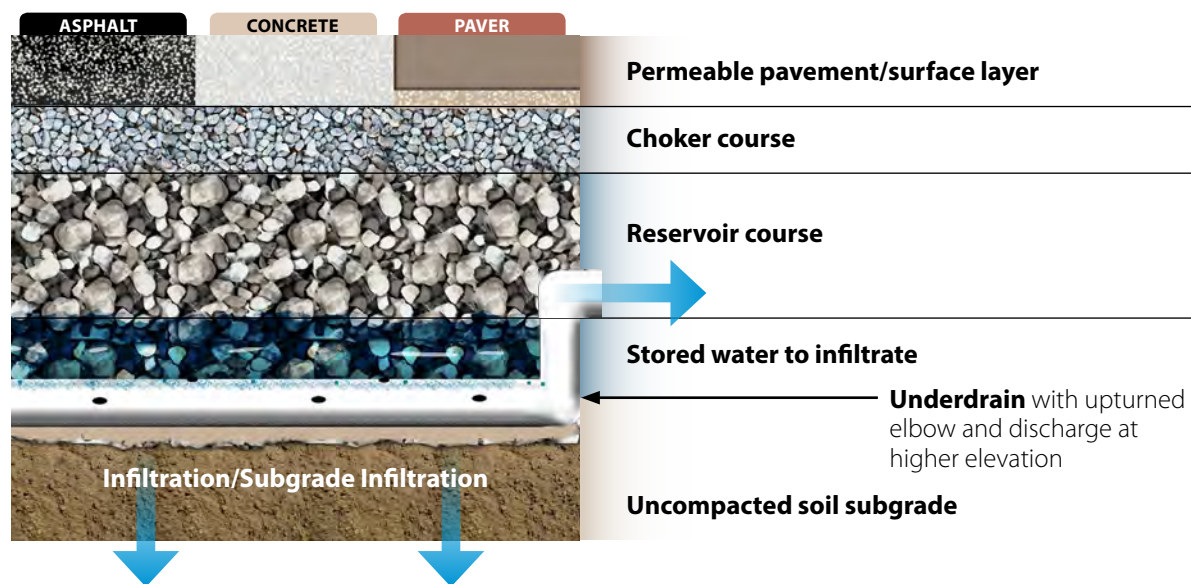 ASPHALT
CONCRETE
PAVER
Permeable pavement/surface layer
Choker course
Reservoir course
Stored water to infiltrate
Underdrain with upturned
elbow and discharge at
higher elevation
Infiltration/Subgrade Infiltration
Uncompacted soil subgrade